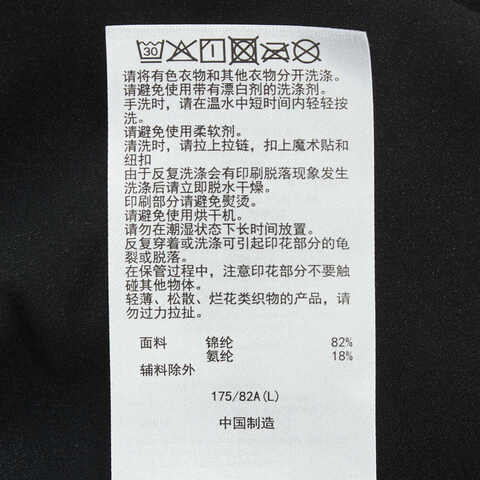 30
请将有色衣物和其他衣物分开洗涤。
请避免使用带有漂白剂的洗涤剂。
手洗时，请在温水中短时间内轻轻按
洗。
请避免使用柔软剂。
清洗时，请拉上拉链，扣上魔术贴和
纽扣
由于反复洗涤会有印刷脱落现象发生
洗涤后请立即脱水干燥。
印刷部分请避免熨烫。
请避免使用烘干机。
请勿在潮湿状态下长时间放置。
反复穿着或洗涤可引起印花部分的龟
裂或脱落。
在保管过程中，注意印花部分不要触
碰其他物体。
轻薄、松散、烂花类织物的产品，请
勿过力拉扯。
面料 锦纶 82%
氨纶 18%
辅料除外
175/82A(L)
中国制造